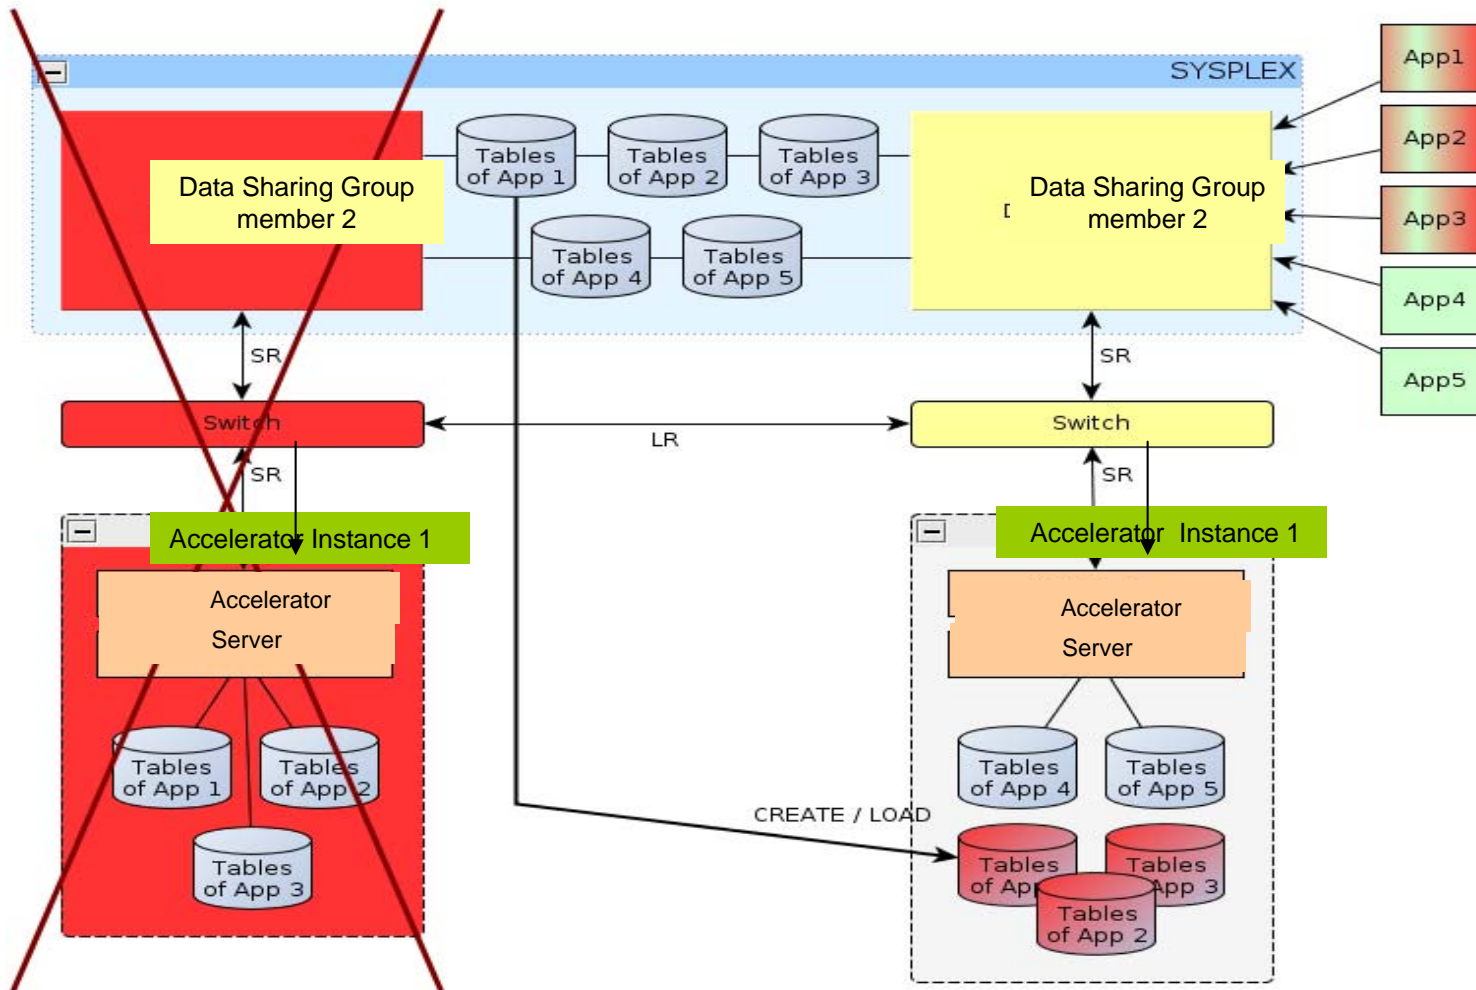 SYSPLEX
App1
App2
App3
App4
App5
Data Sharing Group
member 2
Tables
of App 1
Tables
of App 2
Tables
of App 3
Tables
of App 4
Tables
of App 5
Data Sharing Group
member 2
SR
SR
Switch
LR
Switch
SR
SR
Accelerator Instance 1
Accelerator Instance 1
Accelerator
Server
Accelerator
Server
Tables
of App 1
Tables
of App 2
Tables
of App 3
CREATE / LOAD
Tables
of App 4
Tables
of App 5
Tables
of App
Tables
App 3
Tables
of App 2